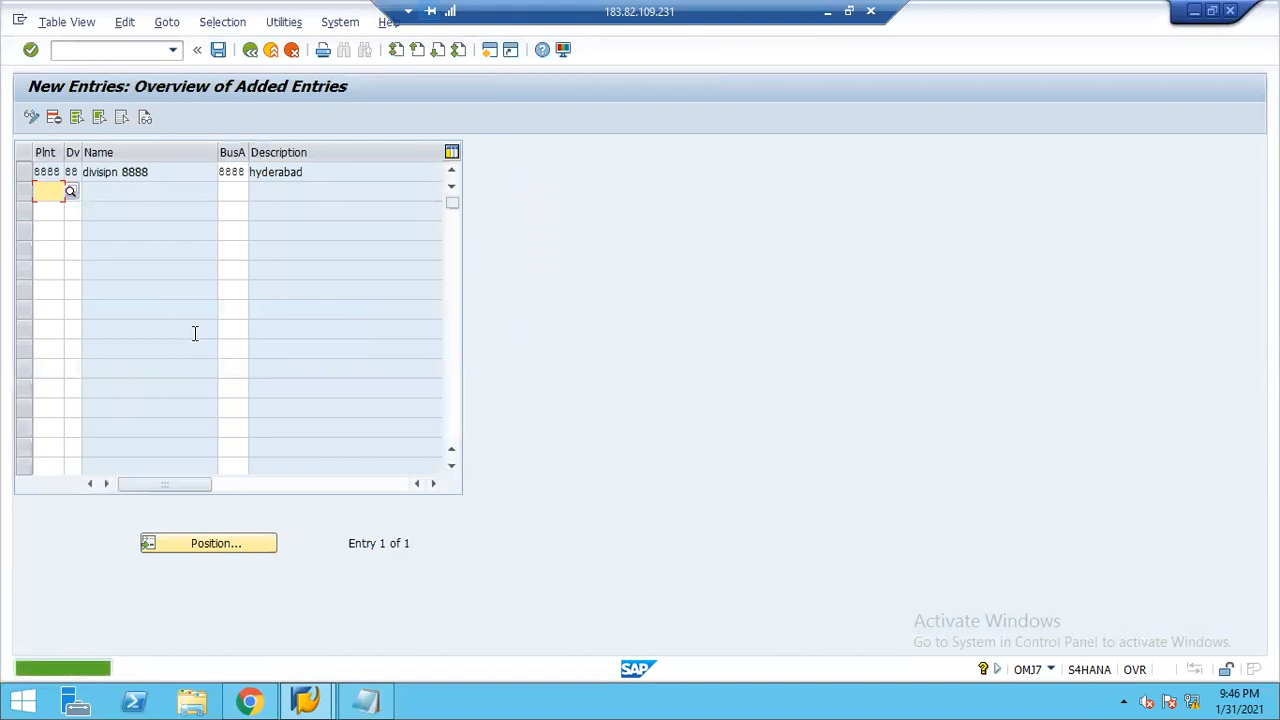 183.82.109.231
Table View Edit Goto Selection Utilities System Help
New Entries: Overview of Added Entries
Plnt Dv Name BusA Description
8888 88 divisipn 8888 8888 hyderabad
Position... Entry 1 of 1
Activate Windows
Go to System in Control Panel to activate Windows.
SAP OMJ7 S4HANA OVR
9:46 PM
1/31/2021